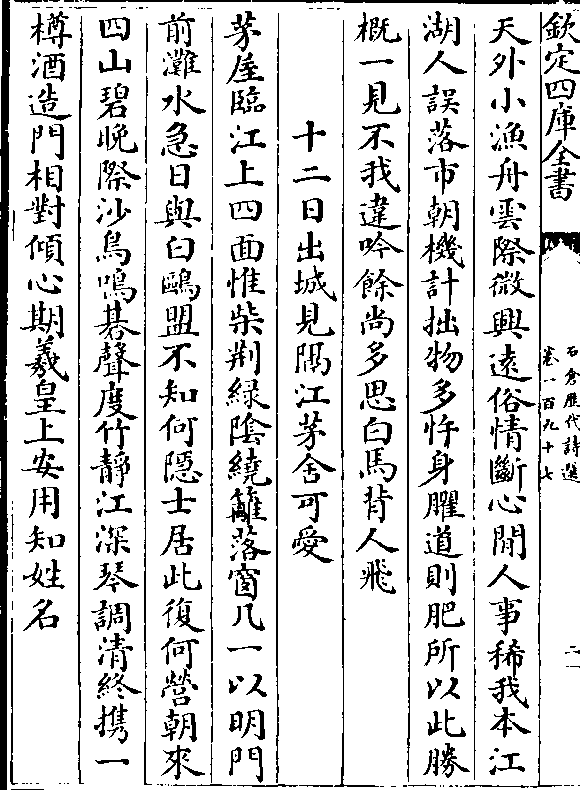 欽定四庫全書
石倉歷代詩選
卷一百九十七
二
天外小漁舟雲際微興遠俗情斷心閒人事稀我本江
湖人誤落市朝機計拙物多忤身臞道則肥所以此勝
概一見不我違吟餘尚多思白馬背人飛
十二日出城見隔江茅舍可愛
茅屋臨江上四面惟柴荆緑陰繞籬落窗几一以明門
前灘水急日與白鷗盟不知何隱士居此復何營朝來
四山碧晚際沙鳥鳴碁聲度竹靜江深琴調清終携一
樽酒造門相對傾心期羲皇上安用知姓名